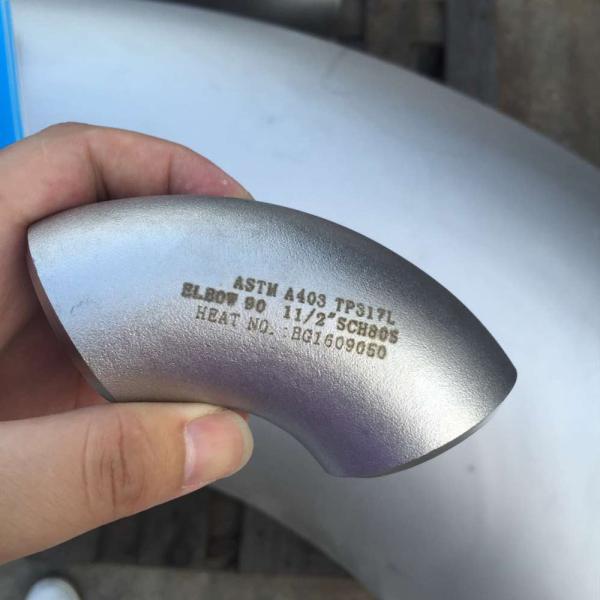 ASTM A403 TP317L
ELBOW 90 11/2"SCH80S
HEAT NO.:BG1609050